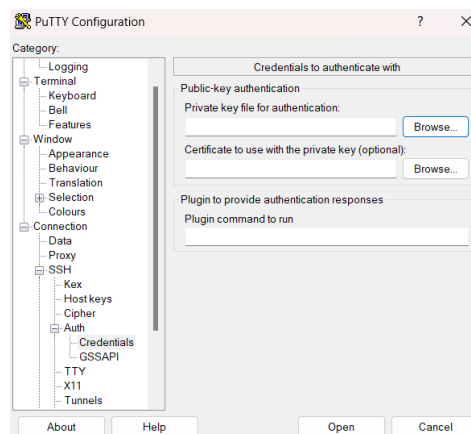 PuTTY Configuration
?
X
Category:
Logging
Terminal
Keyboard
Bell
Features
Window
Appearance
Behaviour
Translation
Selection
Colours
Connection
Data
Proxy
SSH
Kex
Host keys
Cipher
Auth
Credentials
GSSAPI
TTY
X11
Tunnels
Credentials to authenticate with
Public-key authentication
Private key file for authentication:
Browse...
Certificate to use with the private key (optional):
Browse...
Plugin to provide authentication responses
Plugin command to run
About
Help
Open
Cancel